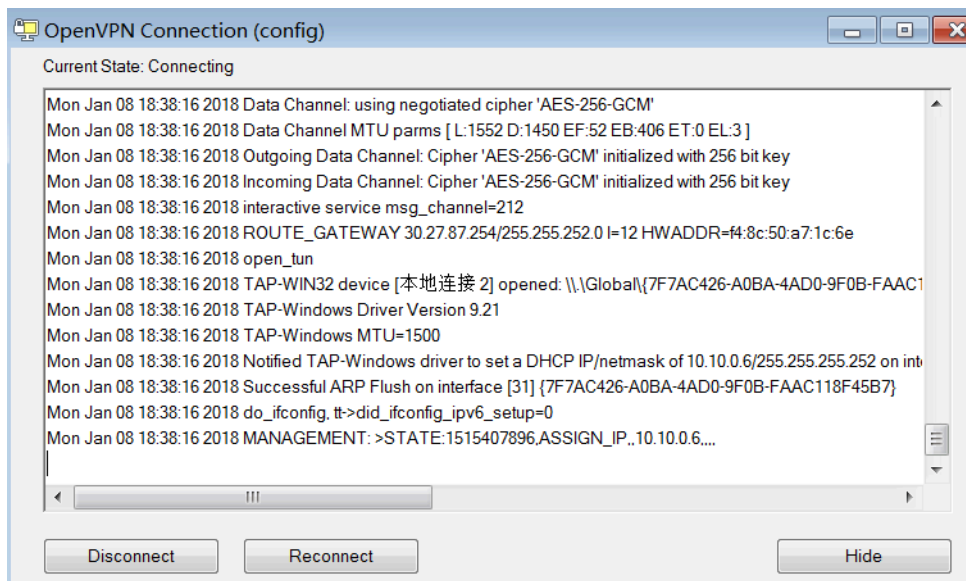 OpenVPN Connection (config)
Current State: Connecting
Mon Jan 08 18:38:16 2018 Data Channel: using negotiated cipher 'AES-256-GCM'
Mon Jan 08 18:38:16 2018 Data Channel MTU parms [ L:1552 D:1450 EF:52 EB:406 ET:0 EL:3 ]
Mon Jan 08 18:38:16 2018 Outgoing Data Channel: Cipher 'AES-256-GCM' initialized with 256 bit key
Mon Jan 08 18:38:16 2018 Incoming Data Channel: Cipher 'AES-256-GCM' initialized with 256 bit key
Mon Jan 08 18:38:16 2018 interactive service msg_channel=212
Mon Jan 08 18:38:16 2018 ROUTE_GATEWAY 30.27.87.254/255.255.252.0 I=12 HWADDR=f4:8c:50:a7:1c:6e
Mon Jan 08 18:38:16 2018 open_tun
Mon Jan 08 18:38:16 2018 TAP-WIN32 device [本地连接 2] opened: \\.\Global\{7F7AC426-A0BA-4AD0-9F0B-FAAC1
Mon Jan 08 18:38:16 2018 TAP-Windows Driver Version 9.21
Mon Jan 08 18:38:16 2018 TAP-Windows MTU=1500
Mon Jan 08 18:38:16 2018 Notified TAP-Windows driver to set a DHCP IP/netmask of 10.10.0.6/255.255.255.252 on inte
Mon Jan 08 18:38:16 2018 Successful ARP Flush on interface [31] {7F7AC426-A0BA-4AD0-9F0B-FAAC118F45B7}
Mon Jan 08 18:38:16 2018 do_ifconfig, tt->did_ifconfig_ipv6_setup=0
Mon Jan 08 18:38:16 2018 MANAGEMENT: >STATE:1515407896,ASSIGN_IP,,10.10.0.6,,,,
Disconnect
Reconnect
Hide